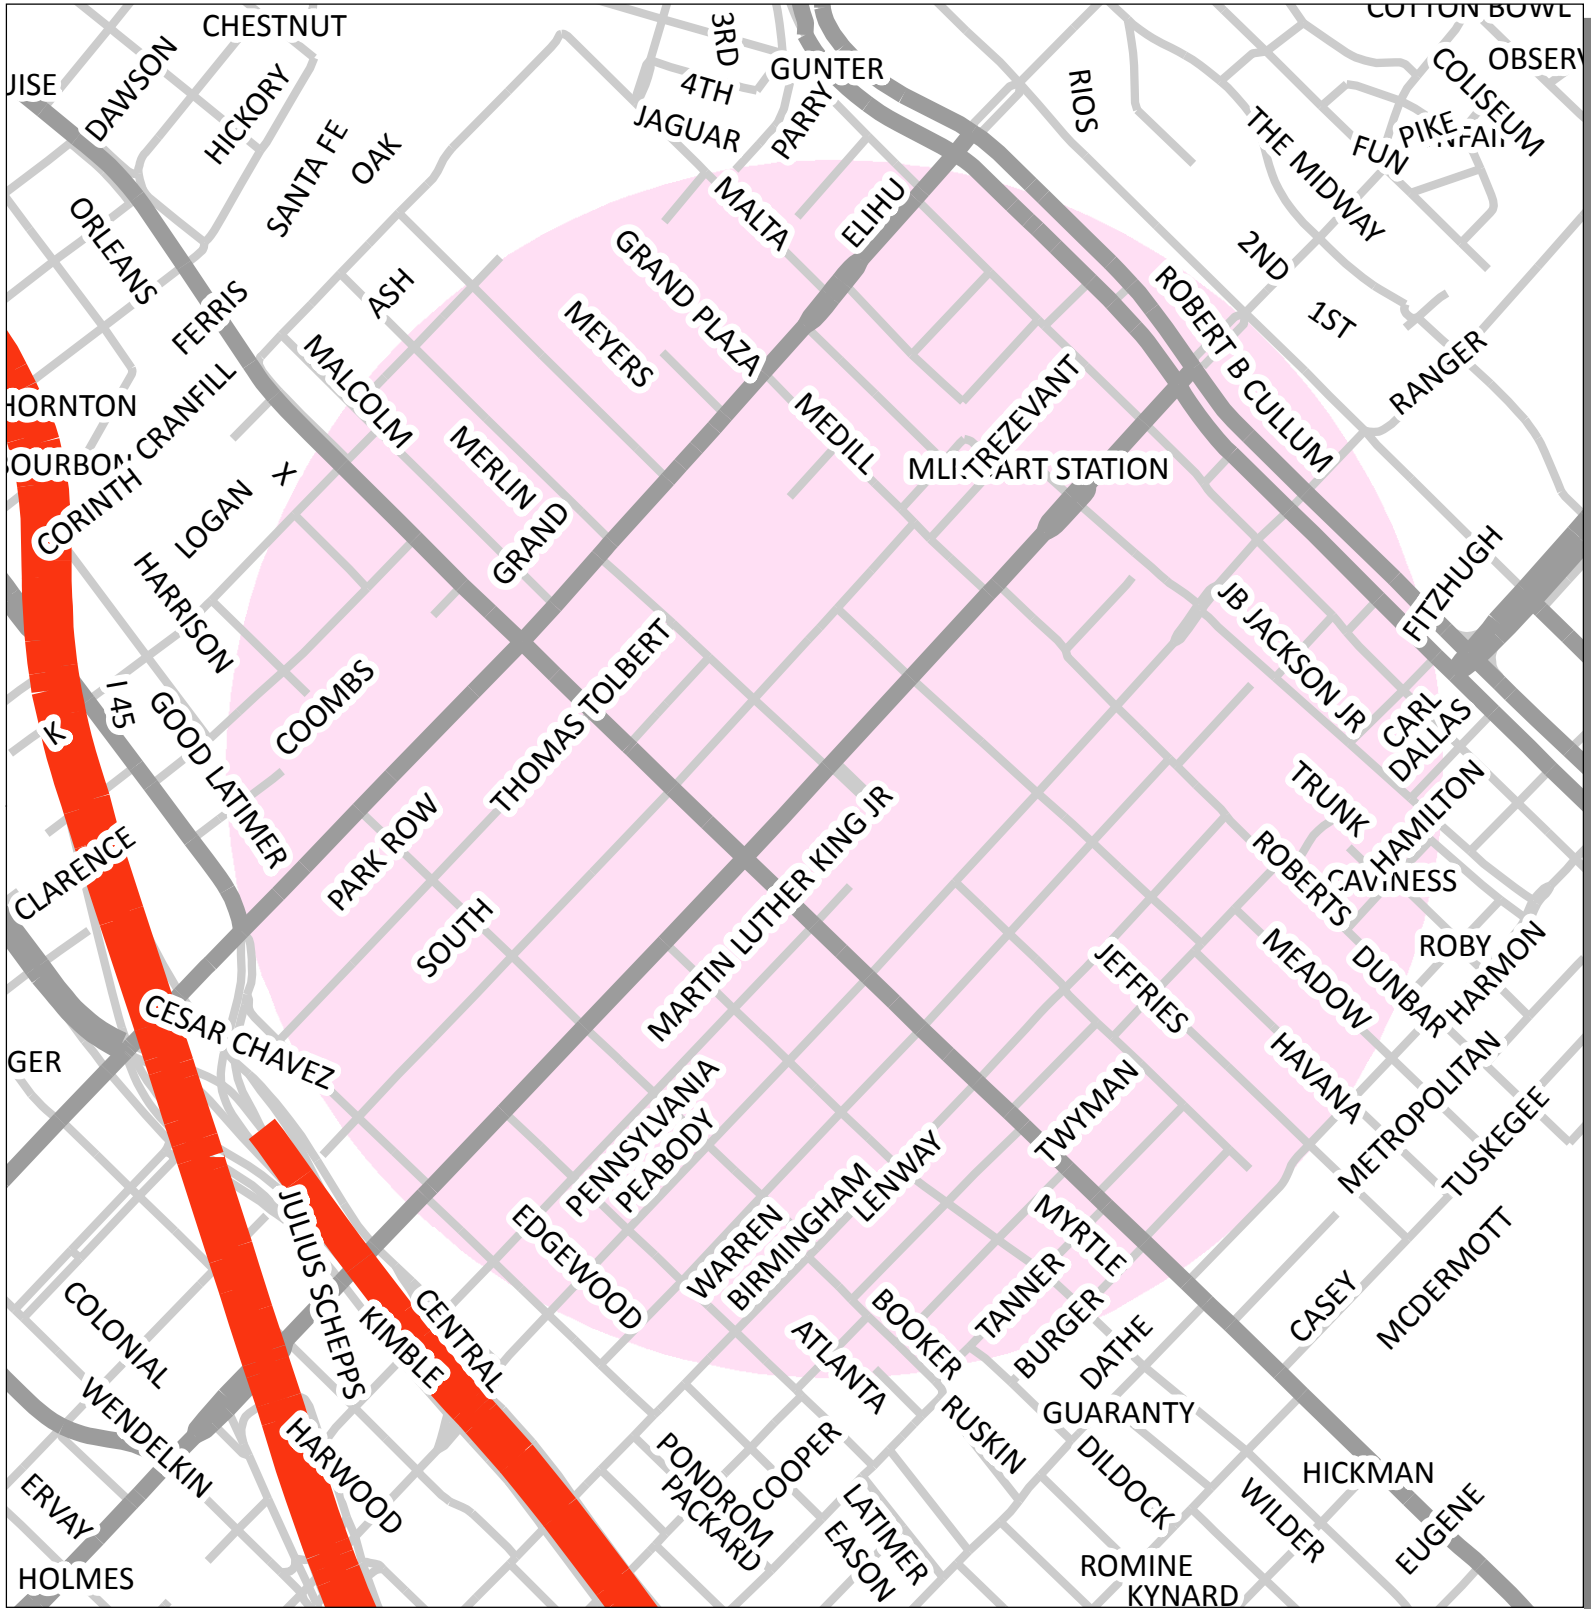 COTTON BOWL
CHESTNUT
3RD
OBSERV
COLISEUM
DAWSON
UISE
GUNTER
4TH
HICKORY
RIOS
JAGUAR
PARRY
THE MIDWAY
PIKE
FUN
SANTA FE
OAK
MALTA
ELIHU
ORLEANS
2ND
GRAND PLAZA
ASH
FERRIS
1ST
MEYERS
ROBERT B CULLUM
RANGER
MALCOLM
HORNTON
CRANFILL
TREZEVANT
MEDILL
BOURBON
MERLIN
X
MLK DART STATION
CORINTH
LOGAN
GRAND
FITZHUGH
HARRISON
JB JACKSON JR
THOMAS TOLBERT
COOMBS
I 45
K
CARL
DALLAS
GOOD LATIMER
TRUNK
HAMILTON
PARK ROW
MARTIN LUTHER KING JR
CLARENCE
ROBERTS
CAVINESS
SOUTH
ROBY
MEADOW
DUNBAR
HARMON
JEFFRIES
CESAR CHAVEZ
GER
HAVANA
METROPOLITAN
PENNSYLVANIA
TWYMAN
PEABODY
TUSKEGEE
LENWAY
BIRMINGHAM
WARREN
EDGEWOOD
MYRTLE
JULIUS SCHEPPS
MCDERMOTT
TANNER
CASEY
COLONIAL
KIMBLE
CENTRAL
BURGER
BOOKER
DATHE
ATLANTA
GUARANTY
WENDELKIN
RUSKIN
HARWOOD
COOPER
PONDROM
DILDOCK
HICKMAN
PACKARD
ERVAY
LATIMER
WILDER
EUGENE
EASON
ROMINE
HOLMES
KYNARD